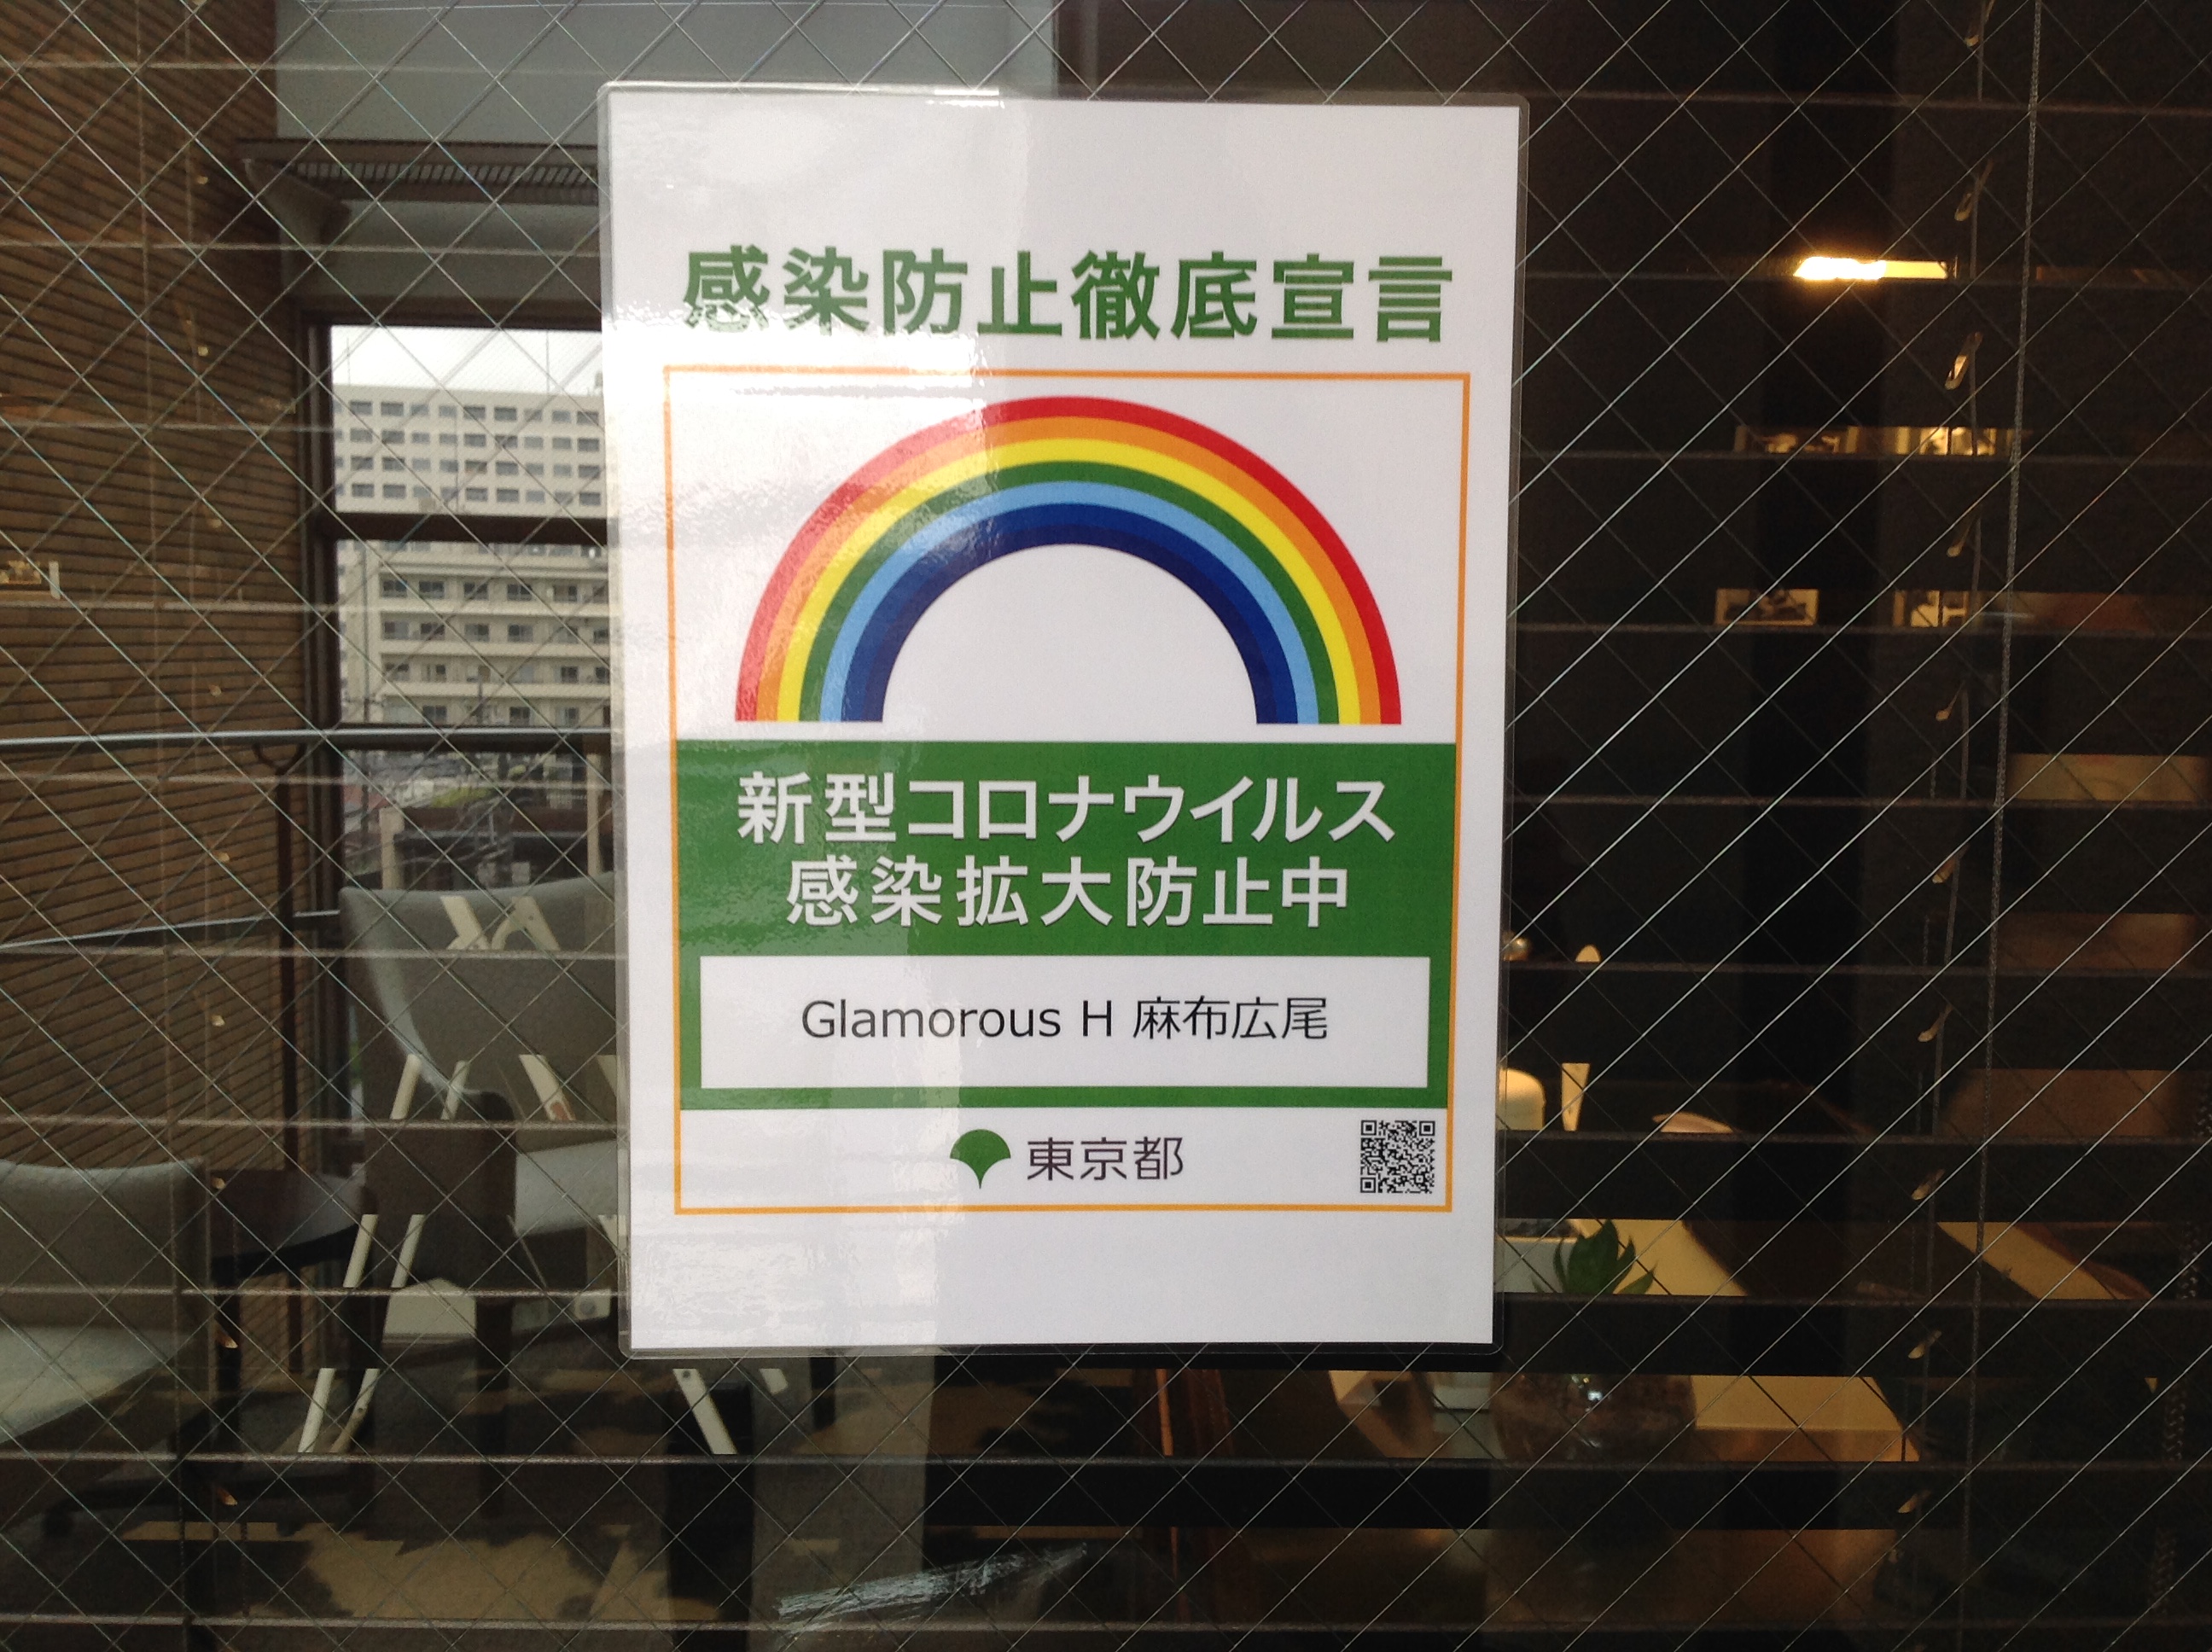 感染防止徹底宣言
新型コロナウイルス
感染拡大防止中
Glamorous H 麻布広尾
東京都